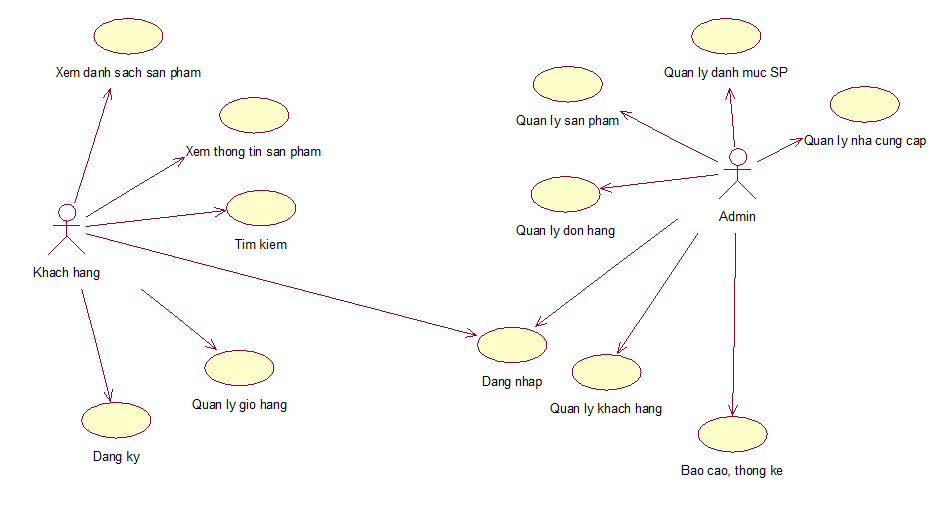 Xem danh sach san pham
Quan ly danh muc SP
Quan ly san pham
Quan ly nha cung cap
Xem thong tin san pham
Admin
Quan ly don hang
Tim kiem
Khach hang
Dang nhap
Quan ly gio hang
Quan ly khach hang
Dang ky
Bao cao, thong ke